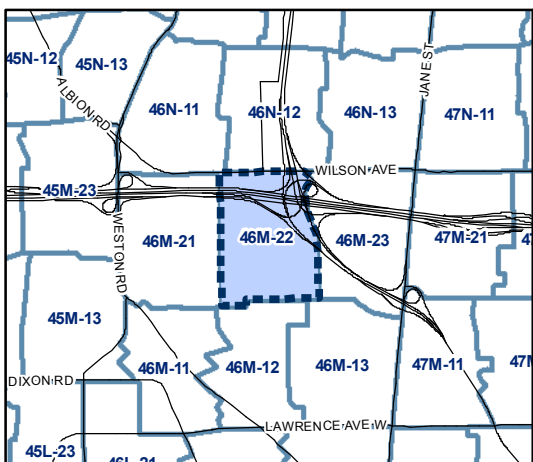 45N-12
45N-13
JANE ST
ALBION RD
46N-11
46N-12
46N-13
47N-11
WILSON AVE
45M-23
WESTON RD
46M-21
46M-22
46M-23
47M-21
45M-13
46M-11
46M-12
46M-13
47M-11
DIXON RD
LAWRENCE AVE W
45L-23